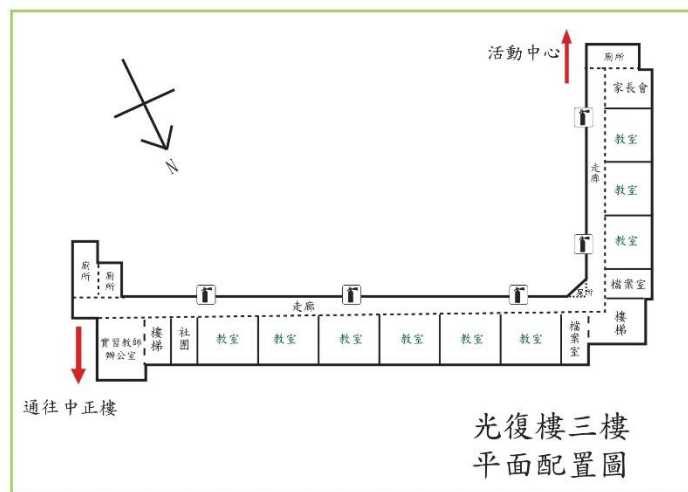 活動中心
廁所
家長會
教室
走廊
教室
教室
檔案室
樓梯
廁所
N
廁所
廁所
走廊
實習教師
辦公室
樓梯
社團
教室
教室
教室
教室
教室
教室
檔案室
通往中正樓
光復樓三樓
平面配置圖